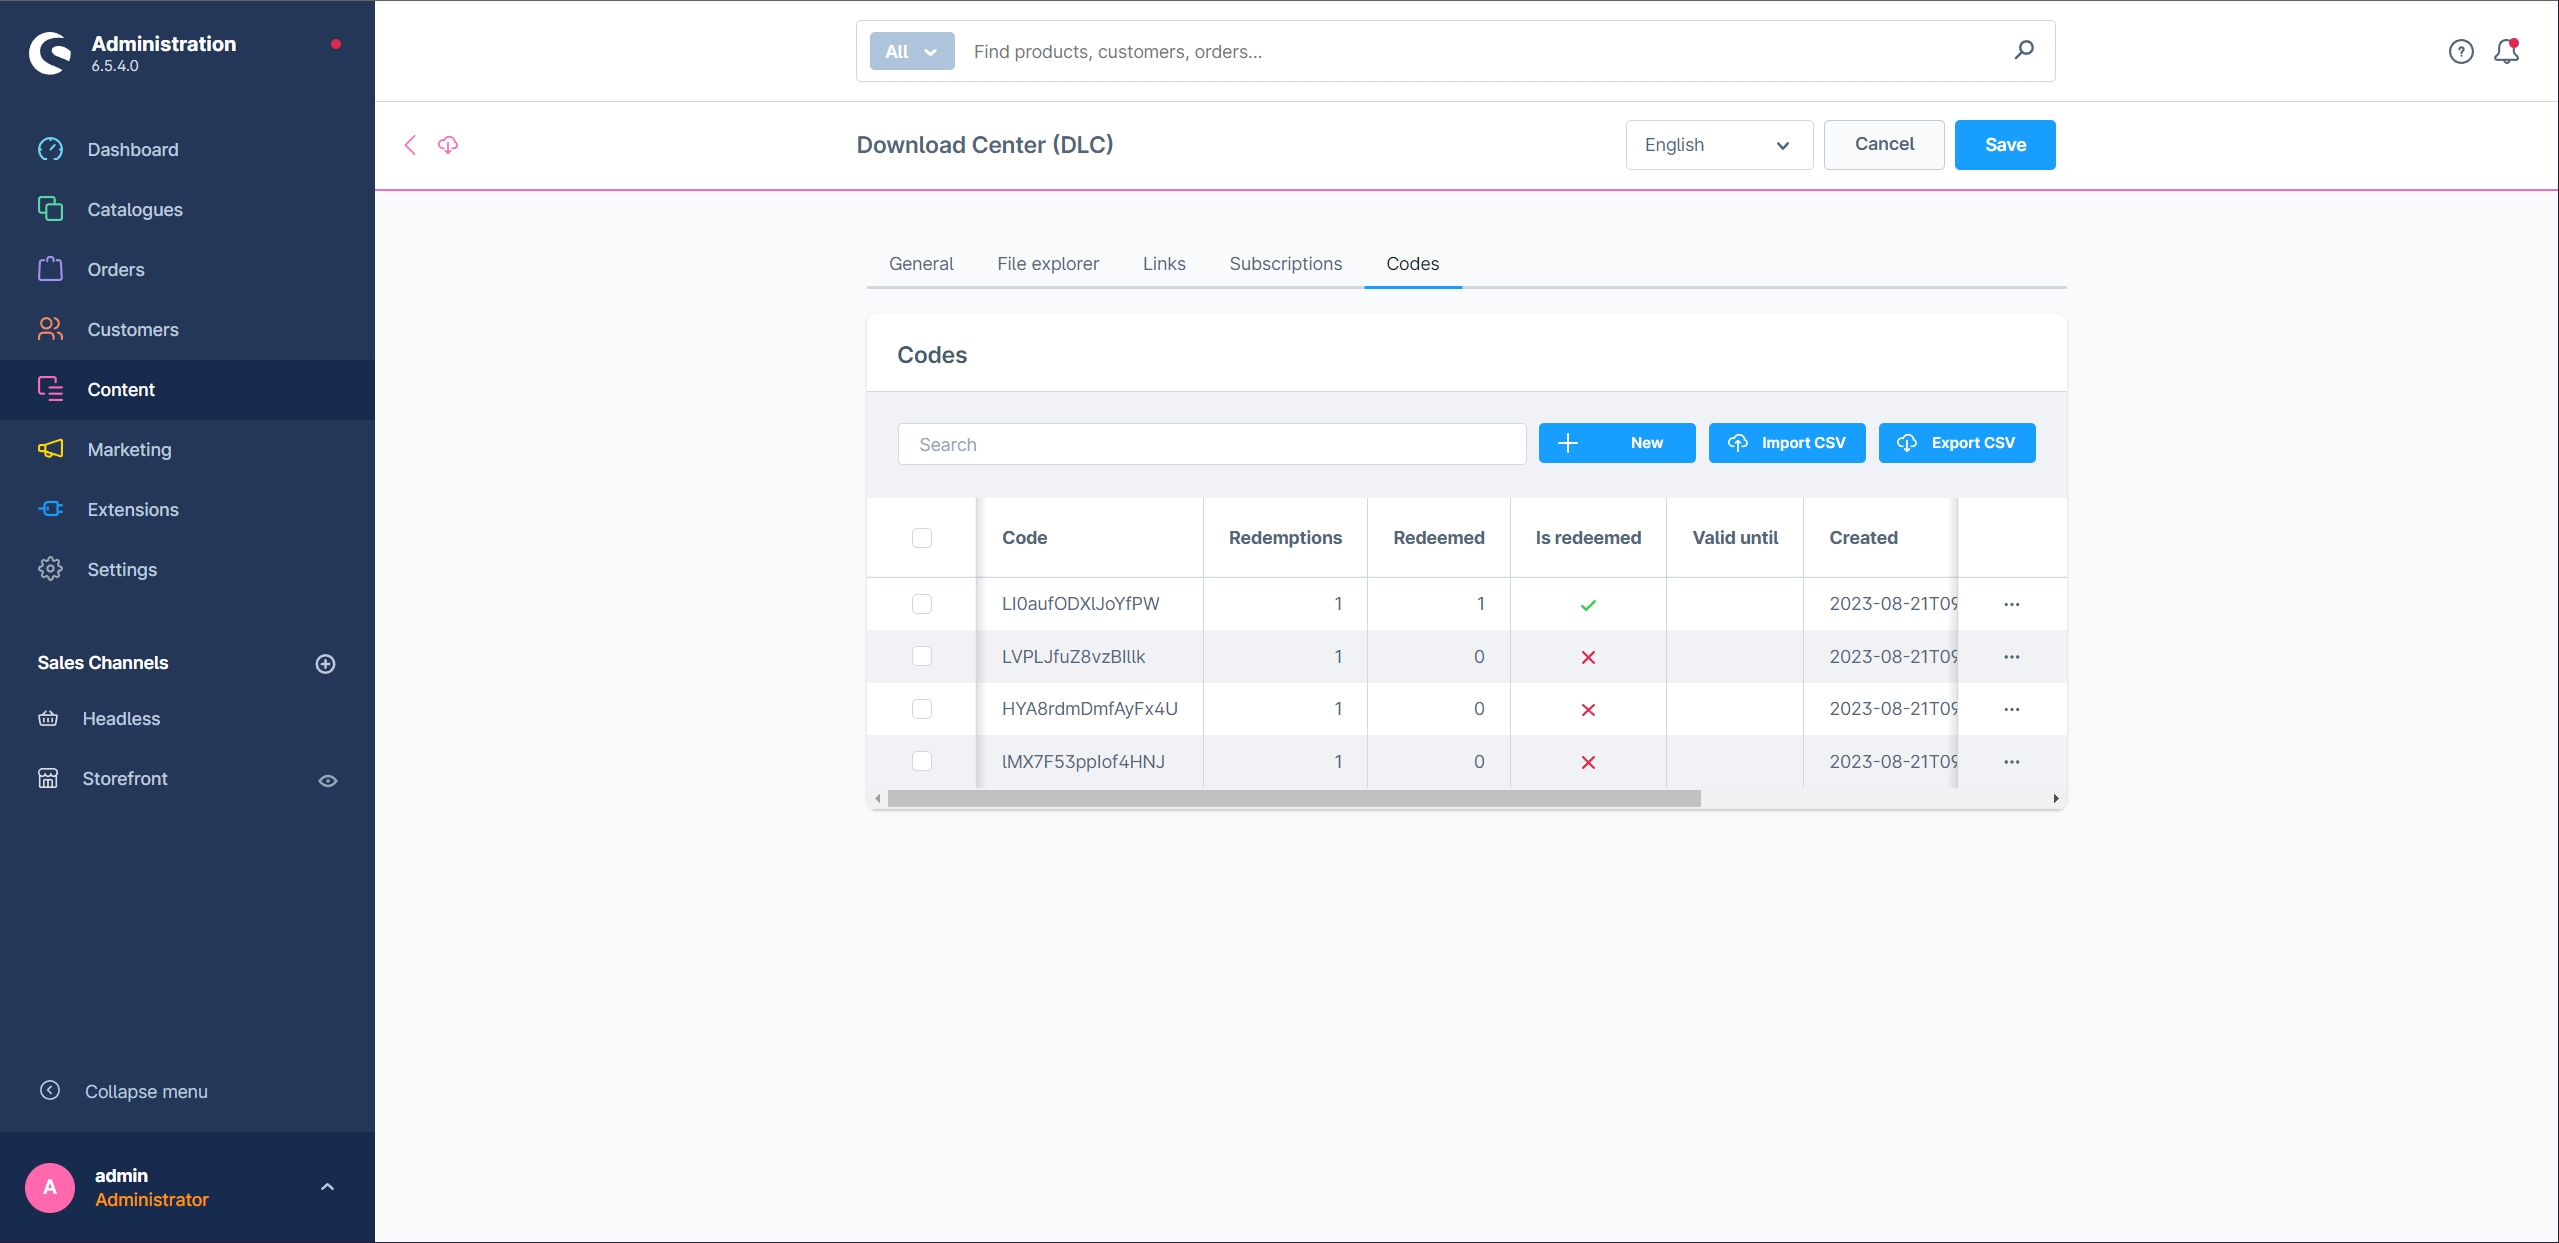 Administration
6.5.4.0
Dashboard
Catalogues
Orders
Customers
Content
Marketing
Extensions
Settings
Sales Channels
Headless
Storefront
Collapse menu
A
admin
Administrator
All
Find products, customers, orders...
Download Center (DLC)
English
Cancel
Save
General File explorer Links Subscriptions Codes
Codes
Search
New
Import CSV
Export CSV
Code Redemptions Redeemed Is redeemed Valid until Created
LI0aufODXlJoYfPW 1 1 2023-08-21T09
LVPLJfuZ8vzBIllk 1 0 2023-08-21T09
HYA8rdmDmfAyFx4U 1 0 2023-08-21T09
lMX7F53ppIof4HNJ 1 0 2023-08-21T09